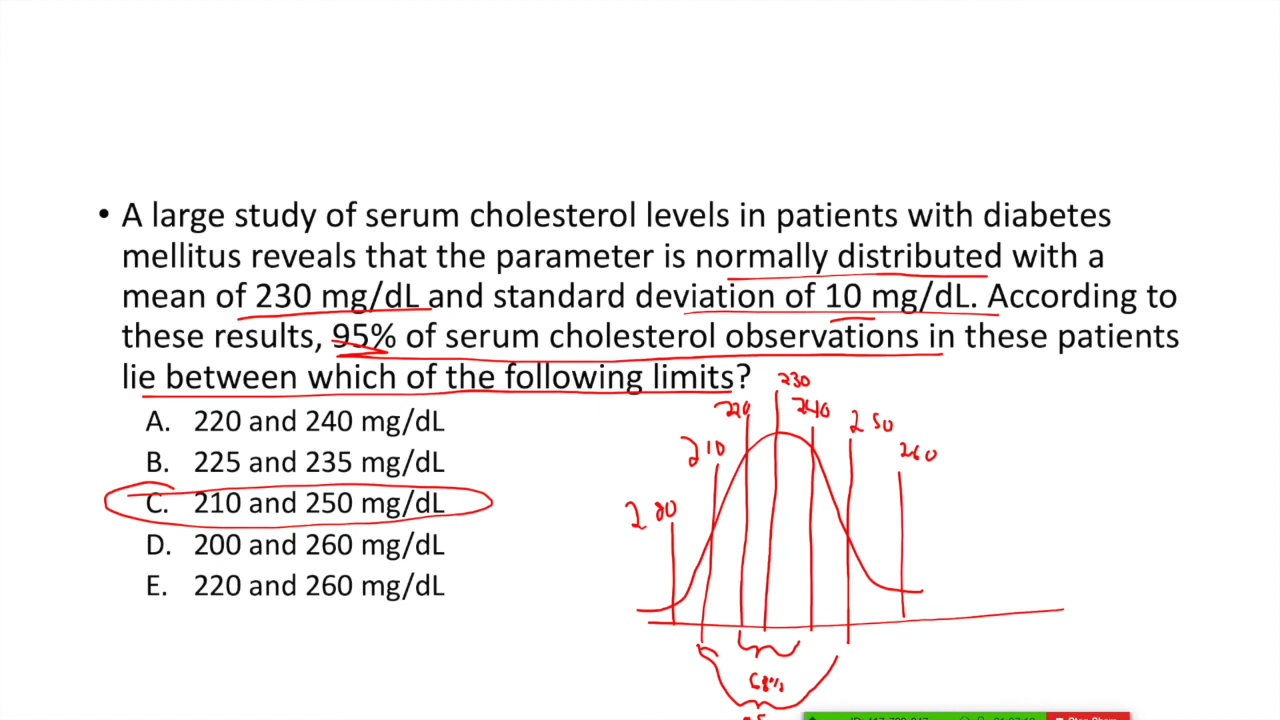 • A large study of serum cholesterol levels in patients with diabetes
mellitus reveals that the parameter is normally distributed with a
mean of 230 mg/dL and standard deviation of 10 mg/dL. According to
these results, 95% of serum cholesterol observations in these patients
lie between which of the following limits?
A. 220 and 240 mg/dL
B. 225 and 235 mg/dL
C. 210 and 250 mg/dL
D. 200 and 260 mg/dL
E. 220 and 260 mg/dL
230
220
240
250
210
260
200
68%